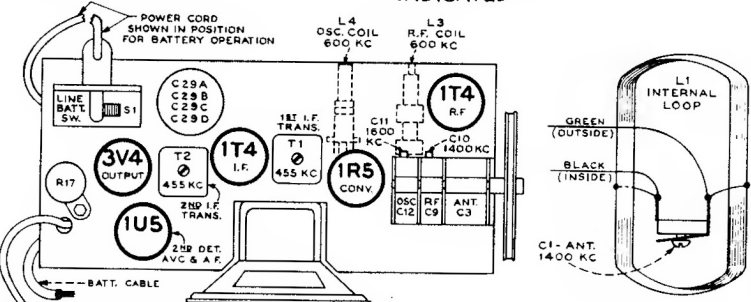 POWER CORD
SHOWN IN POSITION
FOR BATTERY OPERATION
L4
OSC. COIL
600 KC
L3
R.F. COIL
600 KC
LINE
BATT.
SW.
S1
C29A
C29B
C29C
C29D
1ST I.F.
TRANS.
C11
1600
KC
C10
1400KC
1T4
R.F
3V4
OUTPUT
T2
455 KC
1T4
I.F.
T1
455 KC
1R5
CONV.
R17
2ND I.F.
TRANS.
OSC
C12
RF
C9
ANT.
C3
1U5
2ND DET.
AVC & A.F.
BATT. CABLE
L1
INTERNAL
LOOP
GREEN
(OUTSIDE)
BLACK
(INSIDE)
C1-ANT.
1400 KC